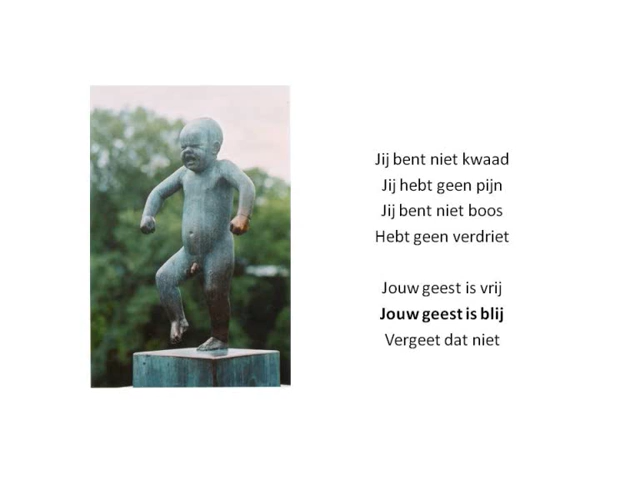 Jij bent niet kwaad
Jij hebt geen pijn
Jij bent niet boos
Hebt geen verdriet
Jouw geest is vrij
Jouw geest is blij
Vergeet dat niet